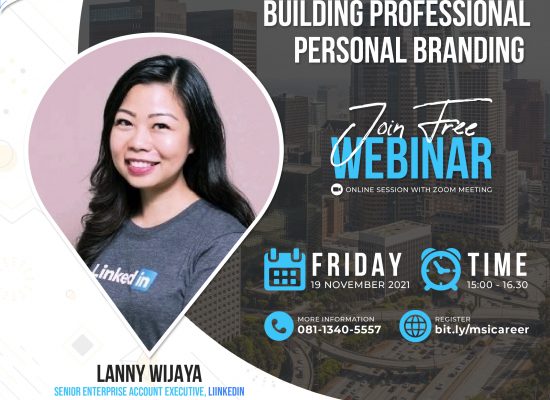 BUILDING PROFESSIONAL
PERSONAL BRANDING
Join Free
WEBINAR
ONLINE SESSION WITH ZOOM MEETING
Linked in
FRIDAY
19 NOVEMBER 2021
TIME
15:00 - 16.30
MORE INFORMATION
081-1340-5557
REGISTER
bit.ly/msicareer
LANNY WIJAYA
SENIOR ENTERPRISE ACCOUNT EXECUTIVE, LIINKEDIN